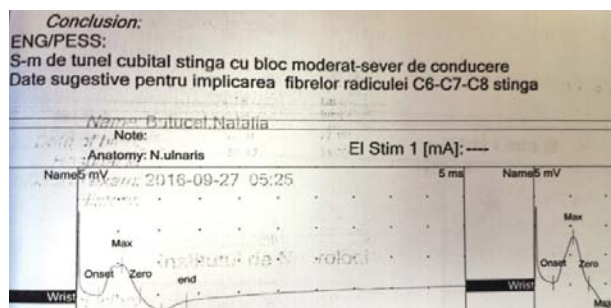 Conclusion:
ENG/PESS:
S-m de tunel cubital stinga cu bloc moderat-sever de conducere
Date sugestive pentru implicarea fibrelor radiculei C6-C7-C8 stinga
Name: Butucel Natalia
Note:
Anatomy: N.ulnaris
El Stim 1 [mA]: ----
Name 5 mV
2016-09-27 05:25
5 ms
Name 5 mV
Max
Onset Zero
end
Wrist
Max
Onset Zero
Wrist